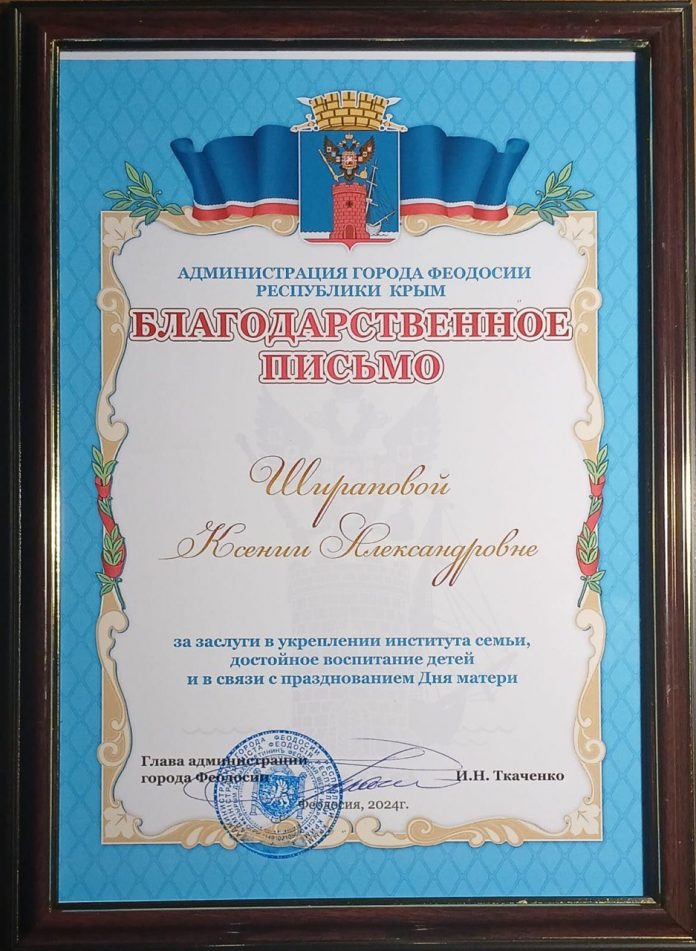 АДМИНИСТРАЦИЯ ГОРОДА ФЕОДОСИИ
РЕСПУБЛИКИ КРЫМ
БЛАГОДАРСТВЕННОЕ
ПИСЬМО
Шираповой
Ксении Александровне
за заслуги в укреплении института семьи,
достойное воспитание детей
и в связи с празднованием Дня матери
Глава администрации
города Феодосии
И.Н. Ткаченко
Феодосия, 2024г.